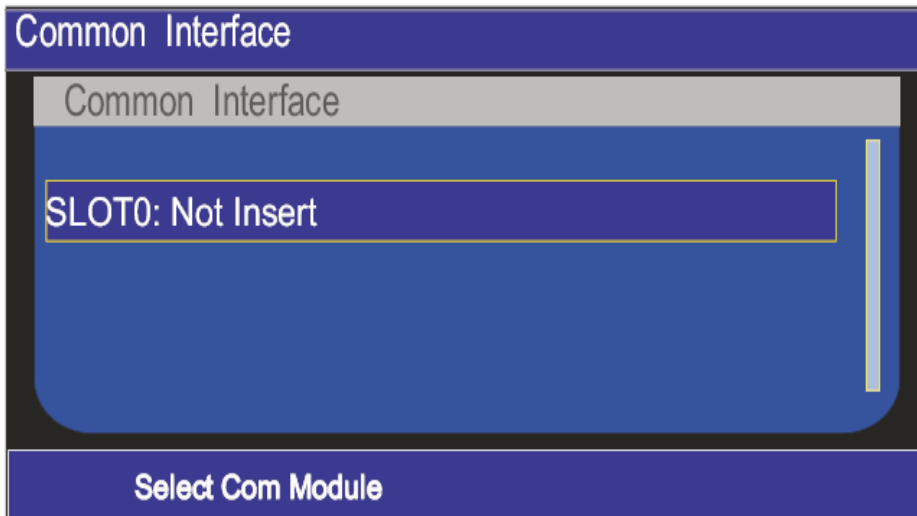 Common Interface
Common Interface
SLOT0: Not Insert
Select Com Module